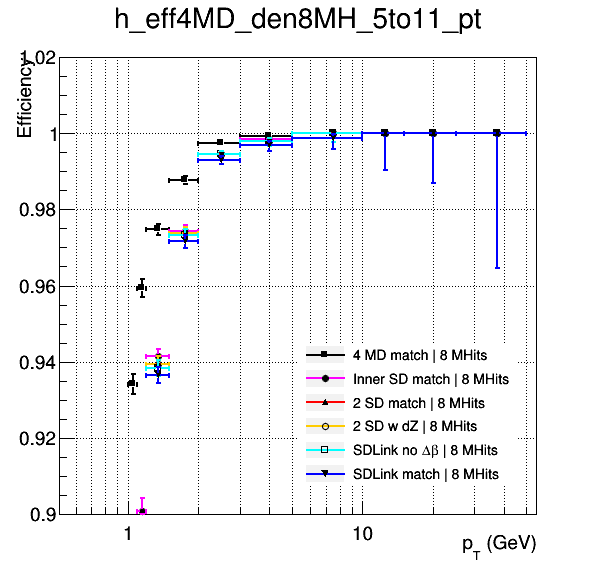 h_eff4MD_den8MH_5to11_pt
Efficiency
1.02
1
0.98
0.96
0.94
0.92
0.9
4 MD match | 8 MHits
Inner SD match | 8 MHits
2 SD match | 8 MHits
2 SD w dZ | 8 MHits
SDLink no Δβ | 8 MHits
SDLink match | 8 MHits
1
10
p_T (GeV)